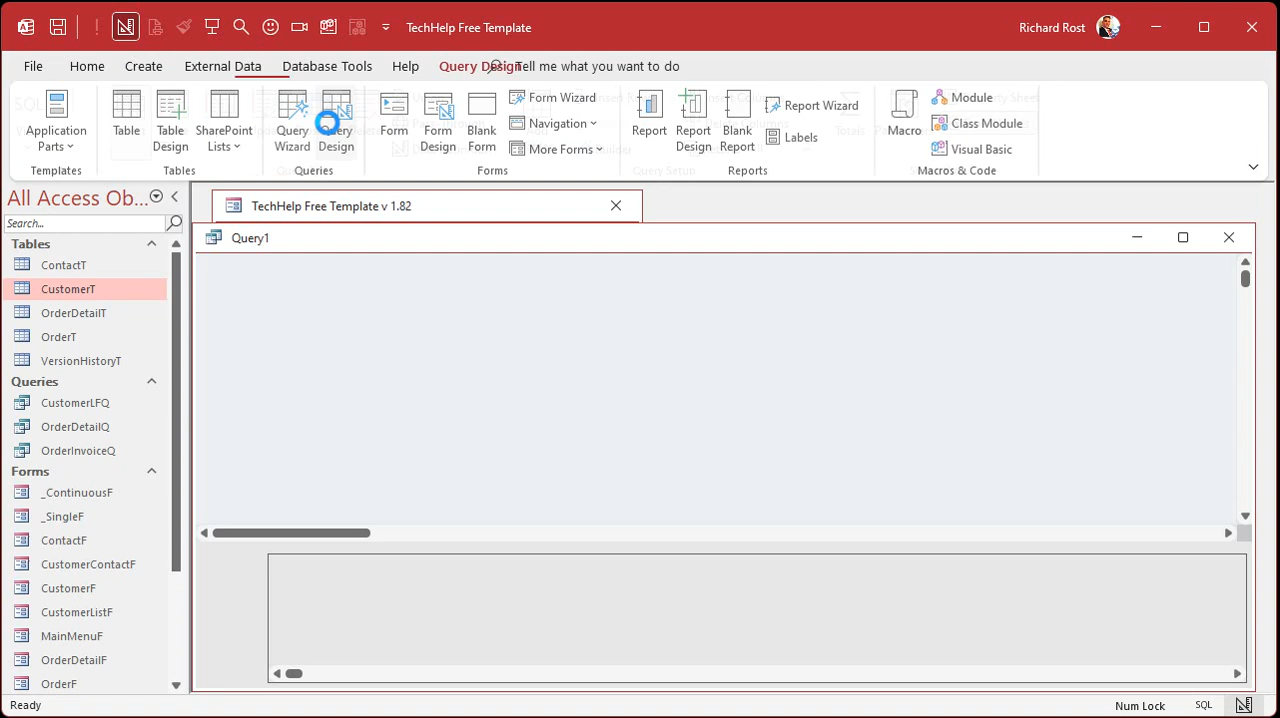 TechHelp Free Template
Richard Rost
File Home Create External Data Database Tools Help Query Design Tell me what you want to do
Application Parts
Templates
Table
Table Design
SharePoint Lists
Tables
Query Wizard
Query Design
Queries
Form
Form Design
Blank Form
Form Wizard
Navigation
More Forms
Forms
Report
Report Design
Blank Report
Report Wizard
Labels
Reports
Macro
Module
Class Module
Visual Basic
Macros & Code
All Access Ob...
Search...
Tables
ContactT
CustomerT
OrderDetailT
OrderT
VersionHistoryT
Queries
CustomerLFQ
OrderDetailQ
OrderInvoiceQ
Forms
_ContinuousF
_SingleF
ContactF
CustomerContactF
CustomerF
CustomerListF
MainMenuF
OrderDetailF
OrderF
TechHelp Free Template v 1.82
Query1
Ready
Num Lock
SQL